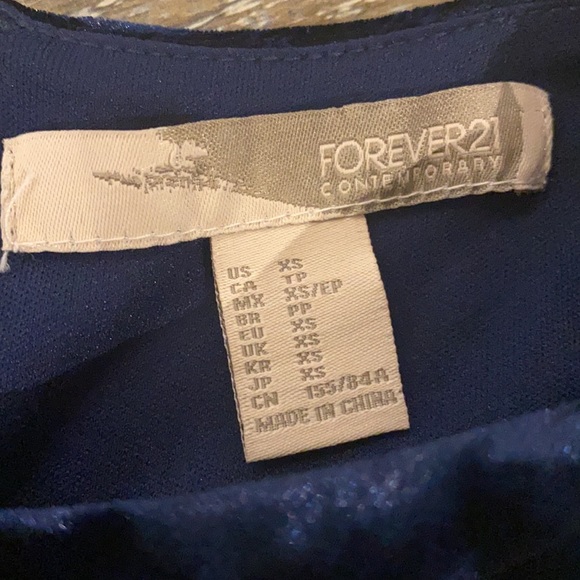 FOREVER21
CONTEMPORARY
US XS
CA TP
MX XS/EP
BR PP
EU XS
UK XS
KR XS
JP XS
CN 155/84A
MADE IN CHINA